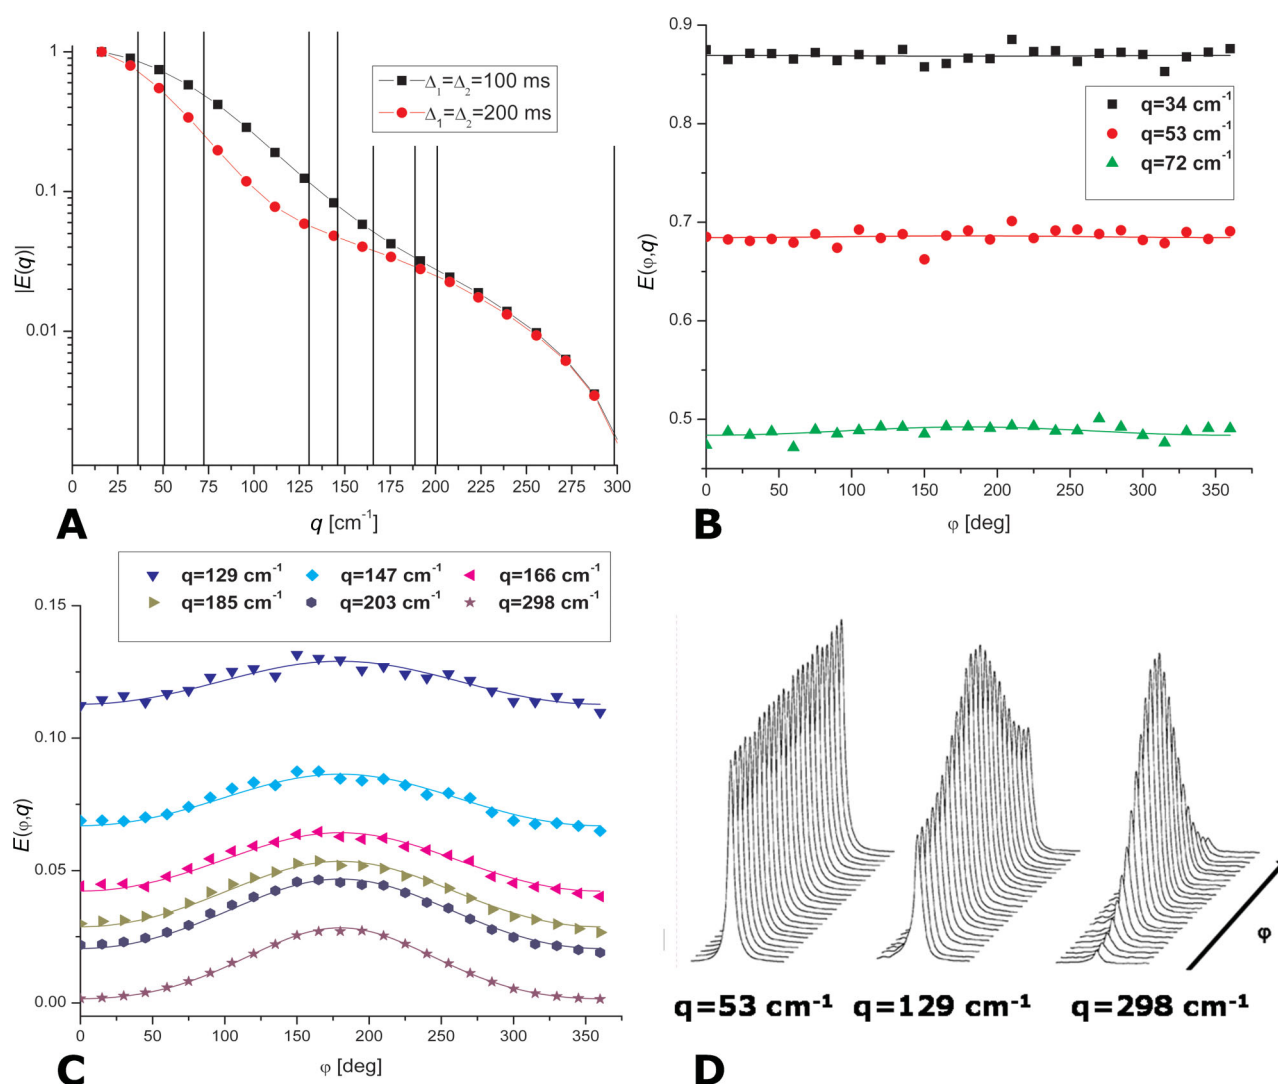 1
0.1
0.01
|E(q)|
Δ₁=Δ₂=100 ms
Δ₁=Δ₂=200 ms
0 25 50 75 100 125 150 175 200 225 250 275 300
q [cm⁻¹]
A
0.9
0.8
0.7
0.6
0.5
E(φ,q)
q=34 cm⁻¹
q=53 cm⁻¹
q=72 cm⁻¹
0 50 100 150 200 250 300 350
φ [deg]
B
q=129 cm⁻¹ q=147 cm⁻¹ q=166 cm⁻¹
q=185 cm⁻¹ q=203 cm⁻¹ q=298 cm⁻¹
0.15
0.10
0.05
0.00
E(φ,q)
0 50 100 150 200 250 300 350
φ [deg]
C
φ
q=53 cm⁻¹ q=129 cm⁻¹ q=298 cm⁻¹
D